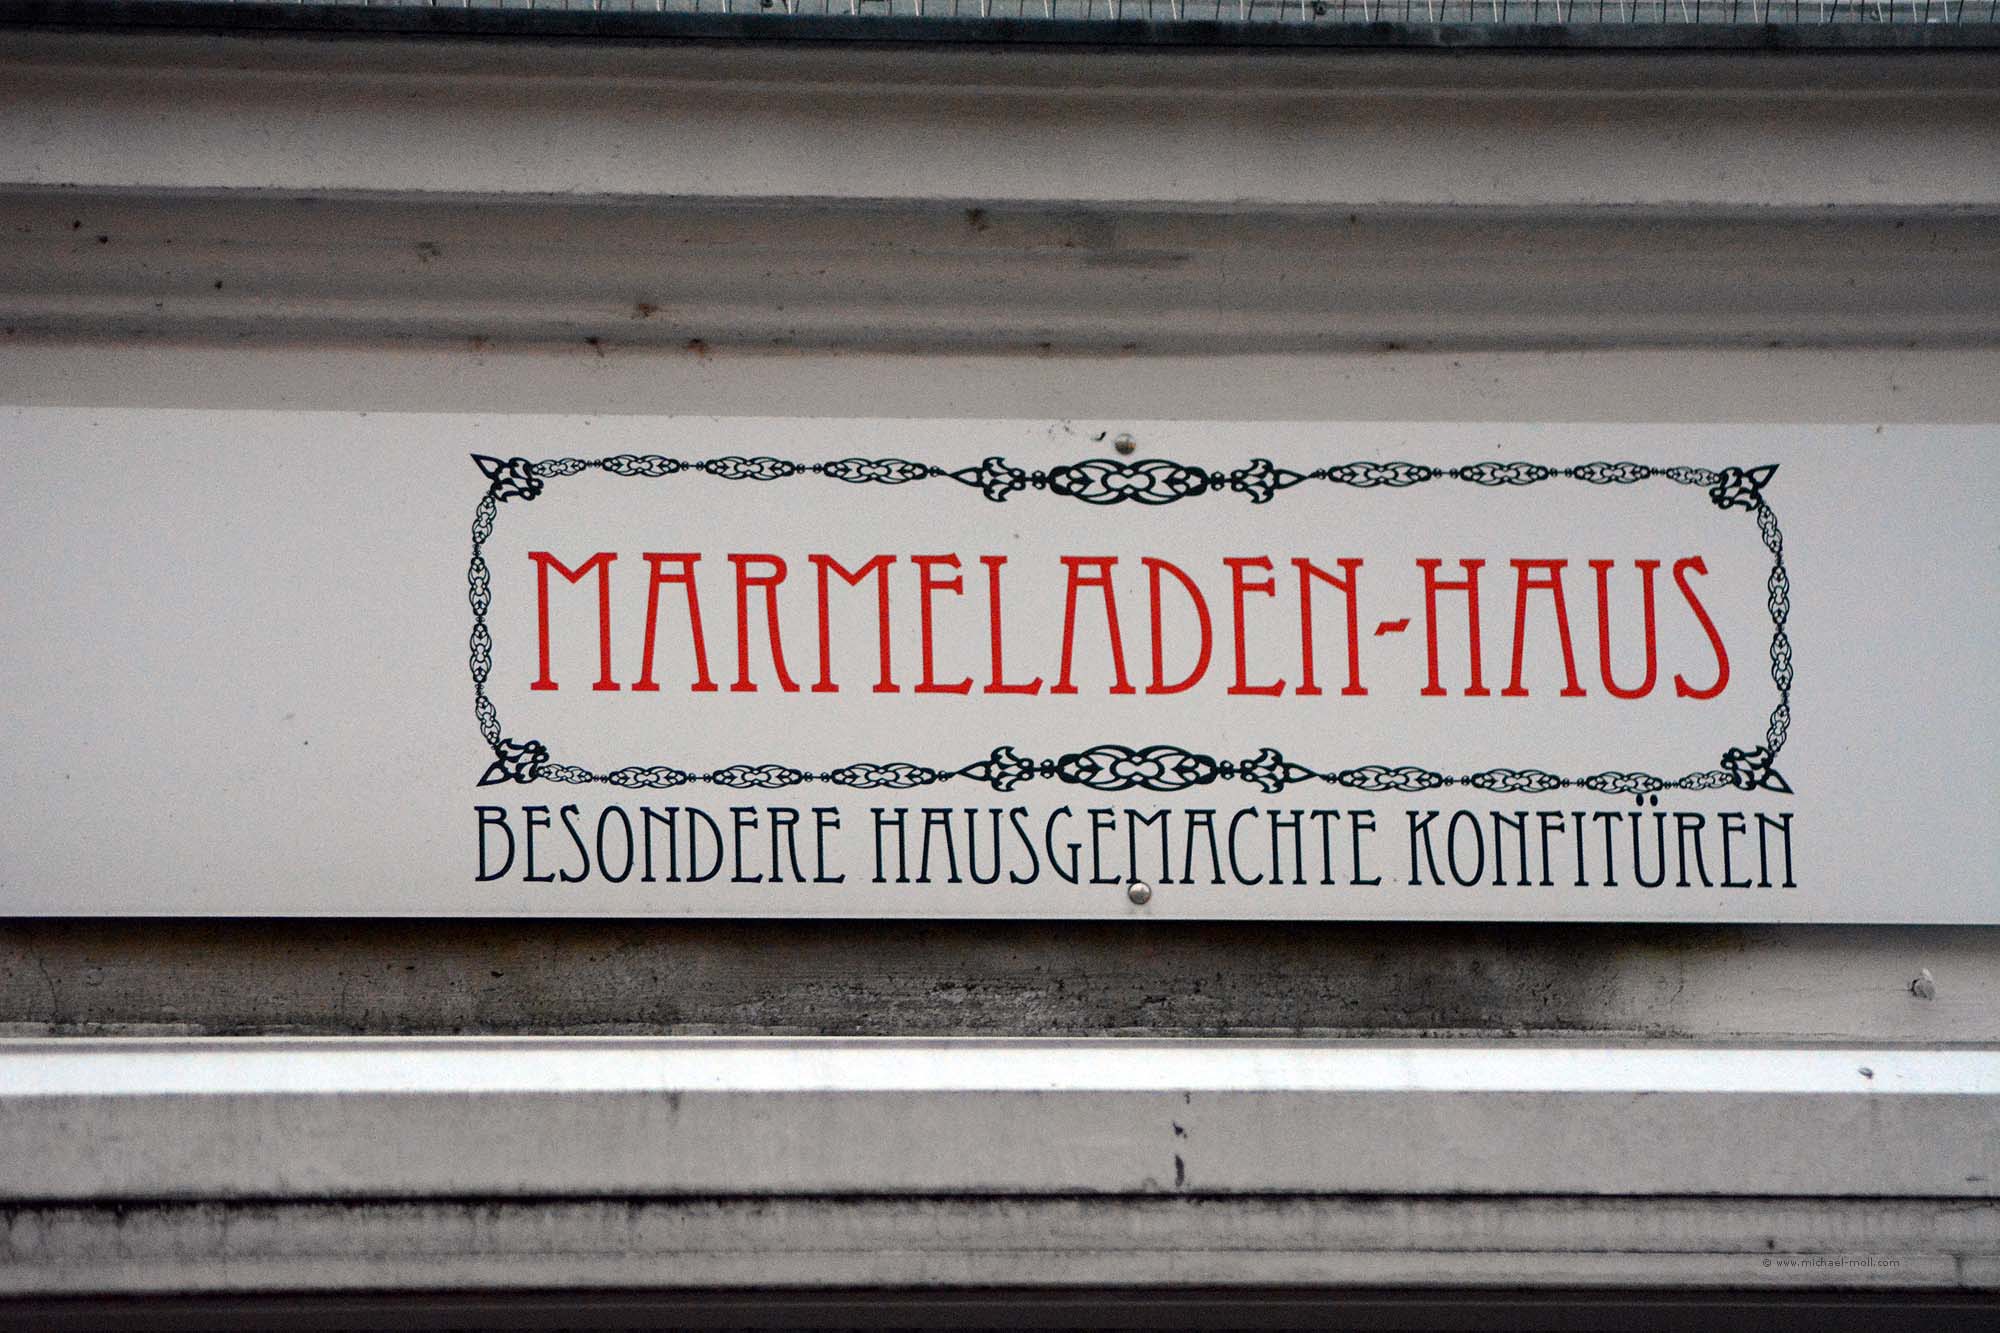 MARMELADEN-HAUS
BESONDERE HAUSGEMACHTE KONFITÜREN
© www.michael-moll.com